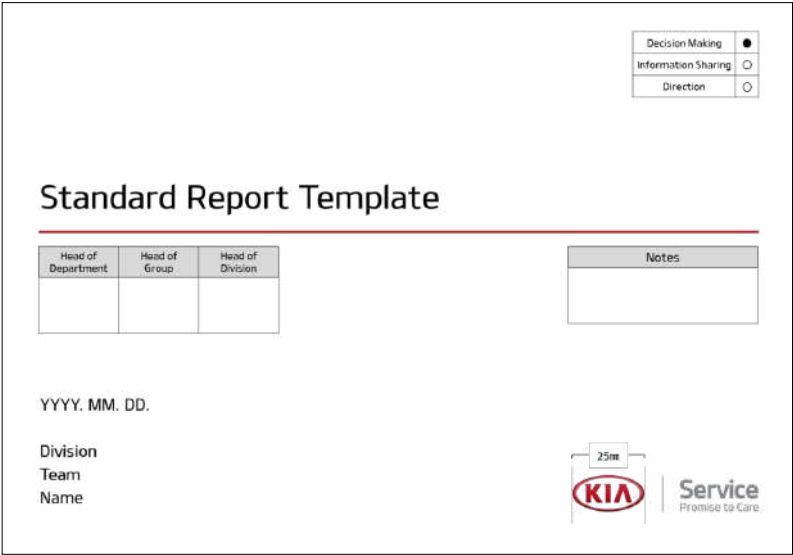 Decision Making ●
Information Sharing ○
Direction ○
Standard Report Template
Head of Department
Head of Group
Head of Division
Notes
YYYY. MM. DD.
Division
Team
Name
25m
KIA
Service
Promise to Care